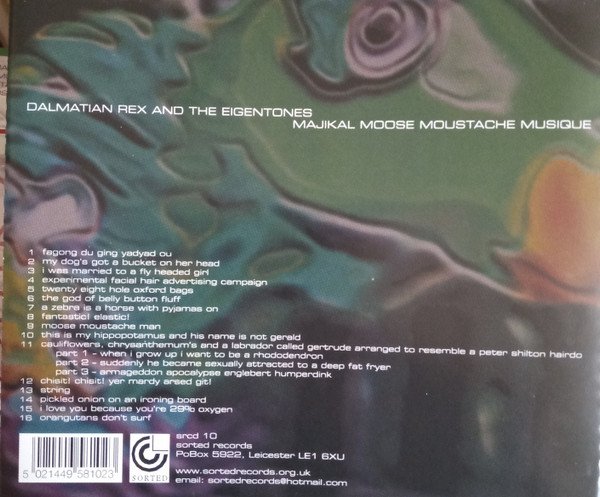 DALMATIAN REX AND THE EIGENTONES
MAJIKAL MOOSE MOUSTACHE MUSIQUE
1 fagong du ging yadyad ou
2 my dog's got a bucket on her head
3 i was married to a fly headed girl
4 experimental facial hair advertising campaign
5 twenty eight hole oxford bags
6 the god of belly button fluff
7 a zebra is a horse with pyjamas on
8 fantastic! elastic!
9 moose moustache man
10 this is my hippopotamus and his name is not gerald
11 cauliflowers, chrysanthemum's and a labrador called gertrude arranged to resemble a peter shilton hairdo
part 1 - when i grow up i want to be a rhododendron
part 2 - suddenly he became sexually attracted to a deep fat fryer
part 3 - armageddon apocalypse englebert humperdink
12 chisit! chisit! yer mardy arsed git!
13 string
14 pickled onion on an ironing board
15 i love you because you're 29% oxygen
16 orangutans don't surf
5 021449 581023
SORTED
srcd 10
sorted records
PoBox 5922, Leicester LE1 6XU
www.sortedrecords.org.uk
email: sortedrecords@hotmail.com